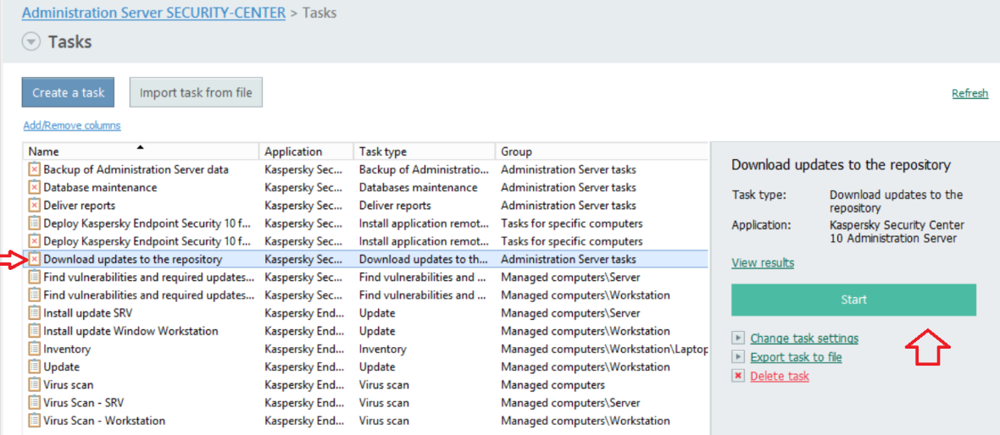 Administration Server SECURITY-CENTER > Tasks
Tasks
Create a task
Import task from file
Refresh
Add/Remove columns
Name Application Task type Group
Backup of Administration Server data Kaspersky Sec... Backup of Administratio... Administration Server tasks
Database maintenance Kaspersky Sec... Databases maintenance Administration Server tasks
Deliver reports Kaspersky Sec... Deliver reports Administration Server tasks
Deploy Kaspersky Endpoint Security 10 f... Kaspersky Sec... Install application remot... Tasks for specific computers
Deploy Kaspersky Endpoint Security 10 f... Kaspersky Sec... Install application remot... Tasks for specific computers
Download updates to the repository Kaspersky Sec... Download updates to th... Administration Server tasks
Find vulnerabilities and required updates... Kaspersky Sec... Find vulnerabilities and ... Managed computers\Server
Find vulnerabilities and required updates... Kaspersky Sec... Find vulnerabilities and ... Managed computers\Workstation
Install update SRV Kaspersky End... Update Managed computers\Server
Install update Window Workstation Kaspersky End... Update Managed computers\Workstation
Inventory Kaspersky End... Inventory Managed computers\Workstation\Laptop
Update Kaspersky End... Update Managed computers\Workstation
Virus scan Kaspersky End... Virus scan Managed computers
Virus Scan - SRV Kaspersky End... Virus scan Managed computers\Server
Virus Scan - Workstation Kaspersky End... Virus scan Managed computers\Workstation
Download updates to the repository
Task type: Download updates to the
repository
Application: Kaspersky Security Center
10 Administration Server
View results
Start
Change task settings
Export task to file
Delete task